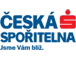 ČESKÁ
SPOŘITELNA
Jsme Vám blíž.